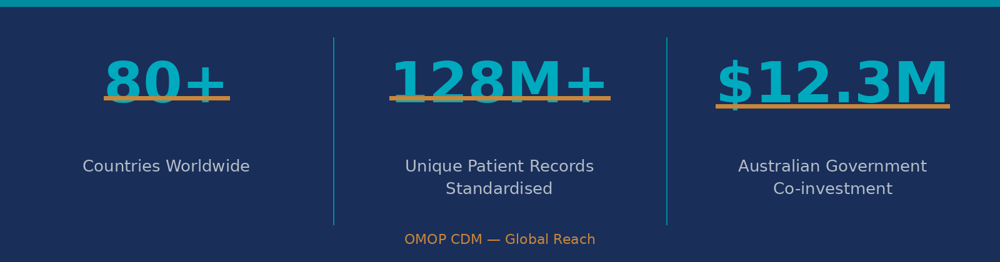 80+
Countries Worldwide
128M+
Unique Patient Records
Standardised
$12.3M
Australian Government
Co-investment
OMOP CDM — Global Reach